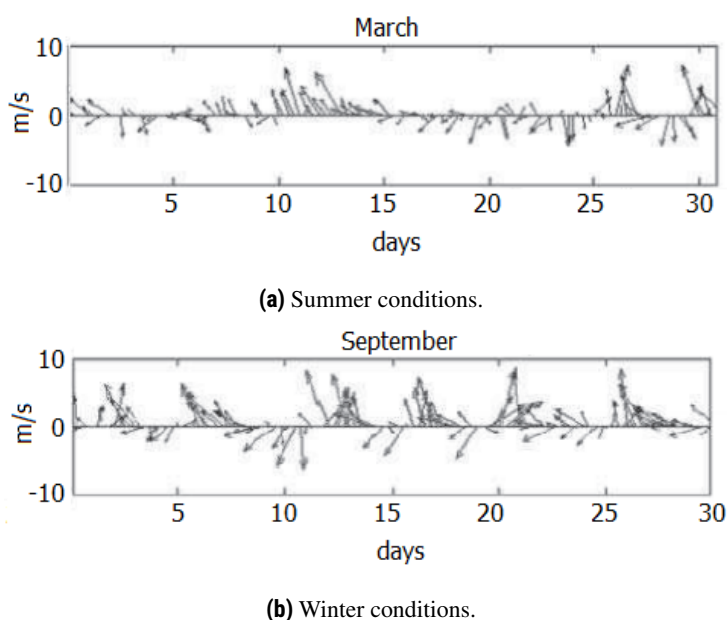 March
10
m/s
0
-10
5 10 15 20 25 30
days
(a) Summer conditions.
September
10
m/s
0
-10
5 10 15 20 25 30
days
(b) Winter conditions.